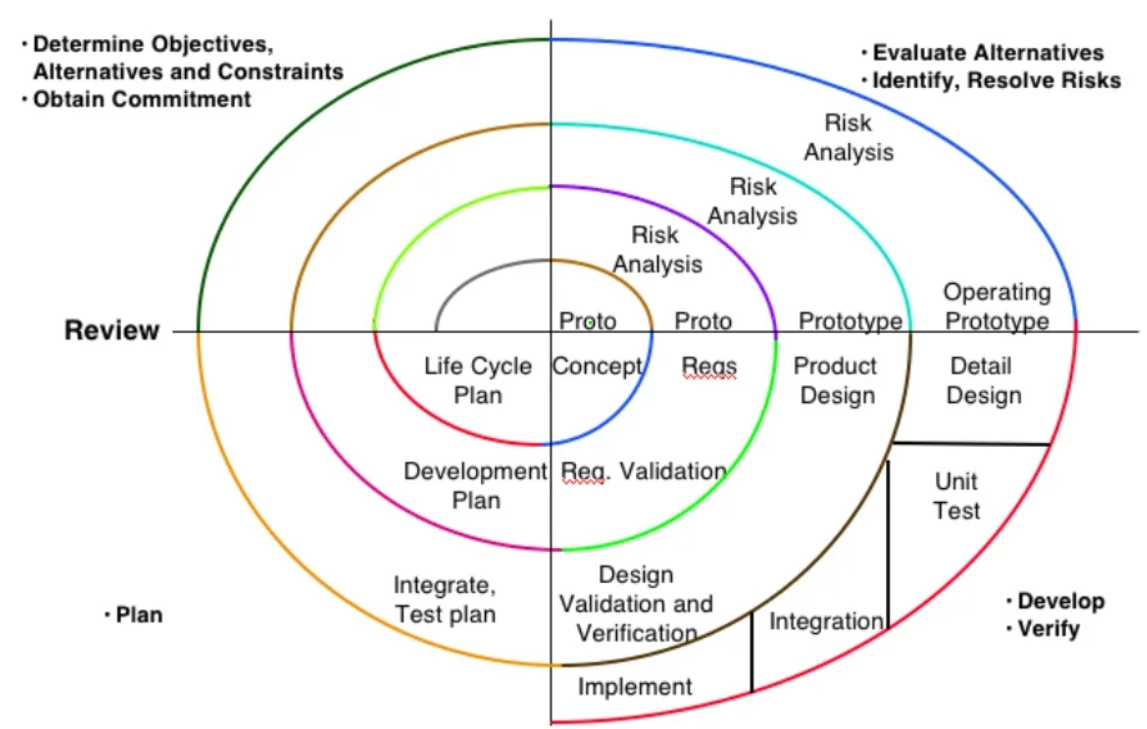 · Determine Objectives,
Alternatives and Constraints
· Obtain Commitment
· Evaluate Alternatives
· Identify, Resolve Risks
Risk
Analysis
Risk
Analysis
Risk
Analysis
Operating
Prototype
Prototype
Proto
Proto
Review
Life Cycle
Plan
Concept
Reqs
Product
Design
Detail
Design
Development
Plan
Req. Validation
Unit
Test
Integrate,
Test plan
Design
Validation and
Verification
Integration
Implement
· Plan
· Develop
· Verify